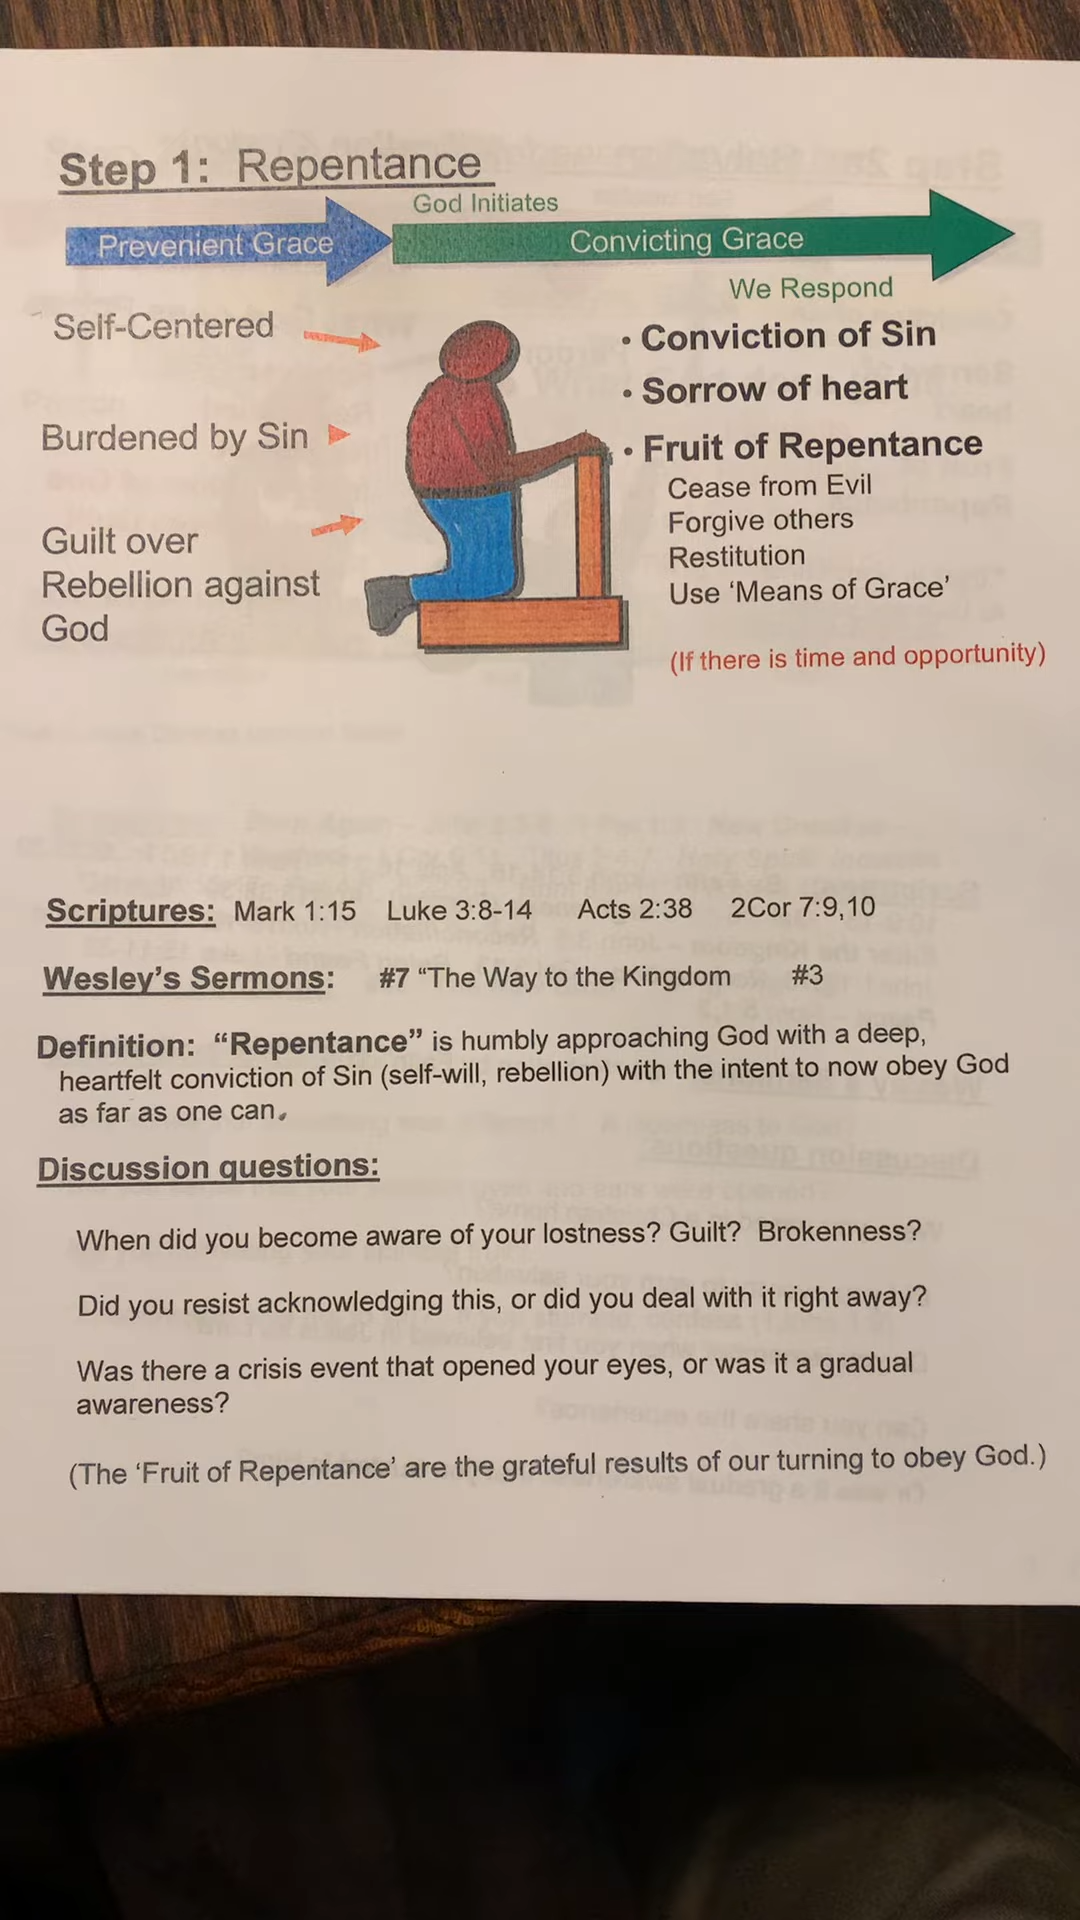 Step 1: Repentance
God Initiates
Prevenient Grace
Convicting Grace
We Respond
Self-Centered
Burdened by Sin
Guilt over
Rebellion against
God
• Conviction of Sin
• Sorrow of heart
• Fruit of Repentance
Cease from Evil
Forgive others
Restitution
Use ‘Means of Grace’
(If there is time and opportunity)
Scriptures: Mark 1:15 Luke 3:8-14 Acts 2:38 2Cor 7:9,10
Wesley’s Sermons: #7 “The Way to the Kingdom #3
Definition: “Repentance” is humbly approaching God with a deep,
heartfelt conviction of Sin (self-will, rebellion) with the intent to now obey God
as far as one can.
Discussion questions:
When did you become aware of your lostness? Guilt? Brokenness?
Did you resist acknowledging this, or did you deal with it right away?
Was there a crisis event that opened your eyes, or was it a gradual
awareness?
(The ‘Fruit of Repentance’ are the grateful results of our turning to obey God.)